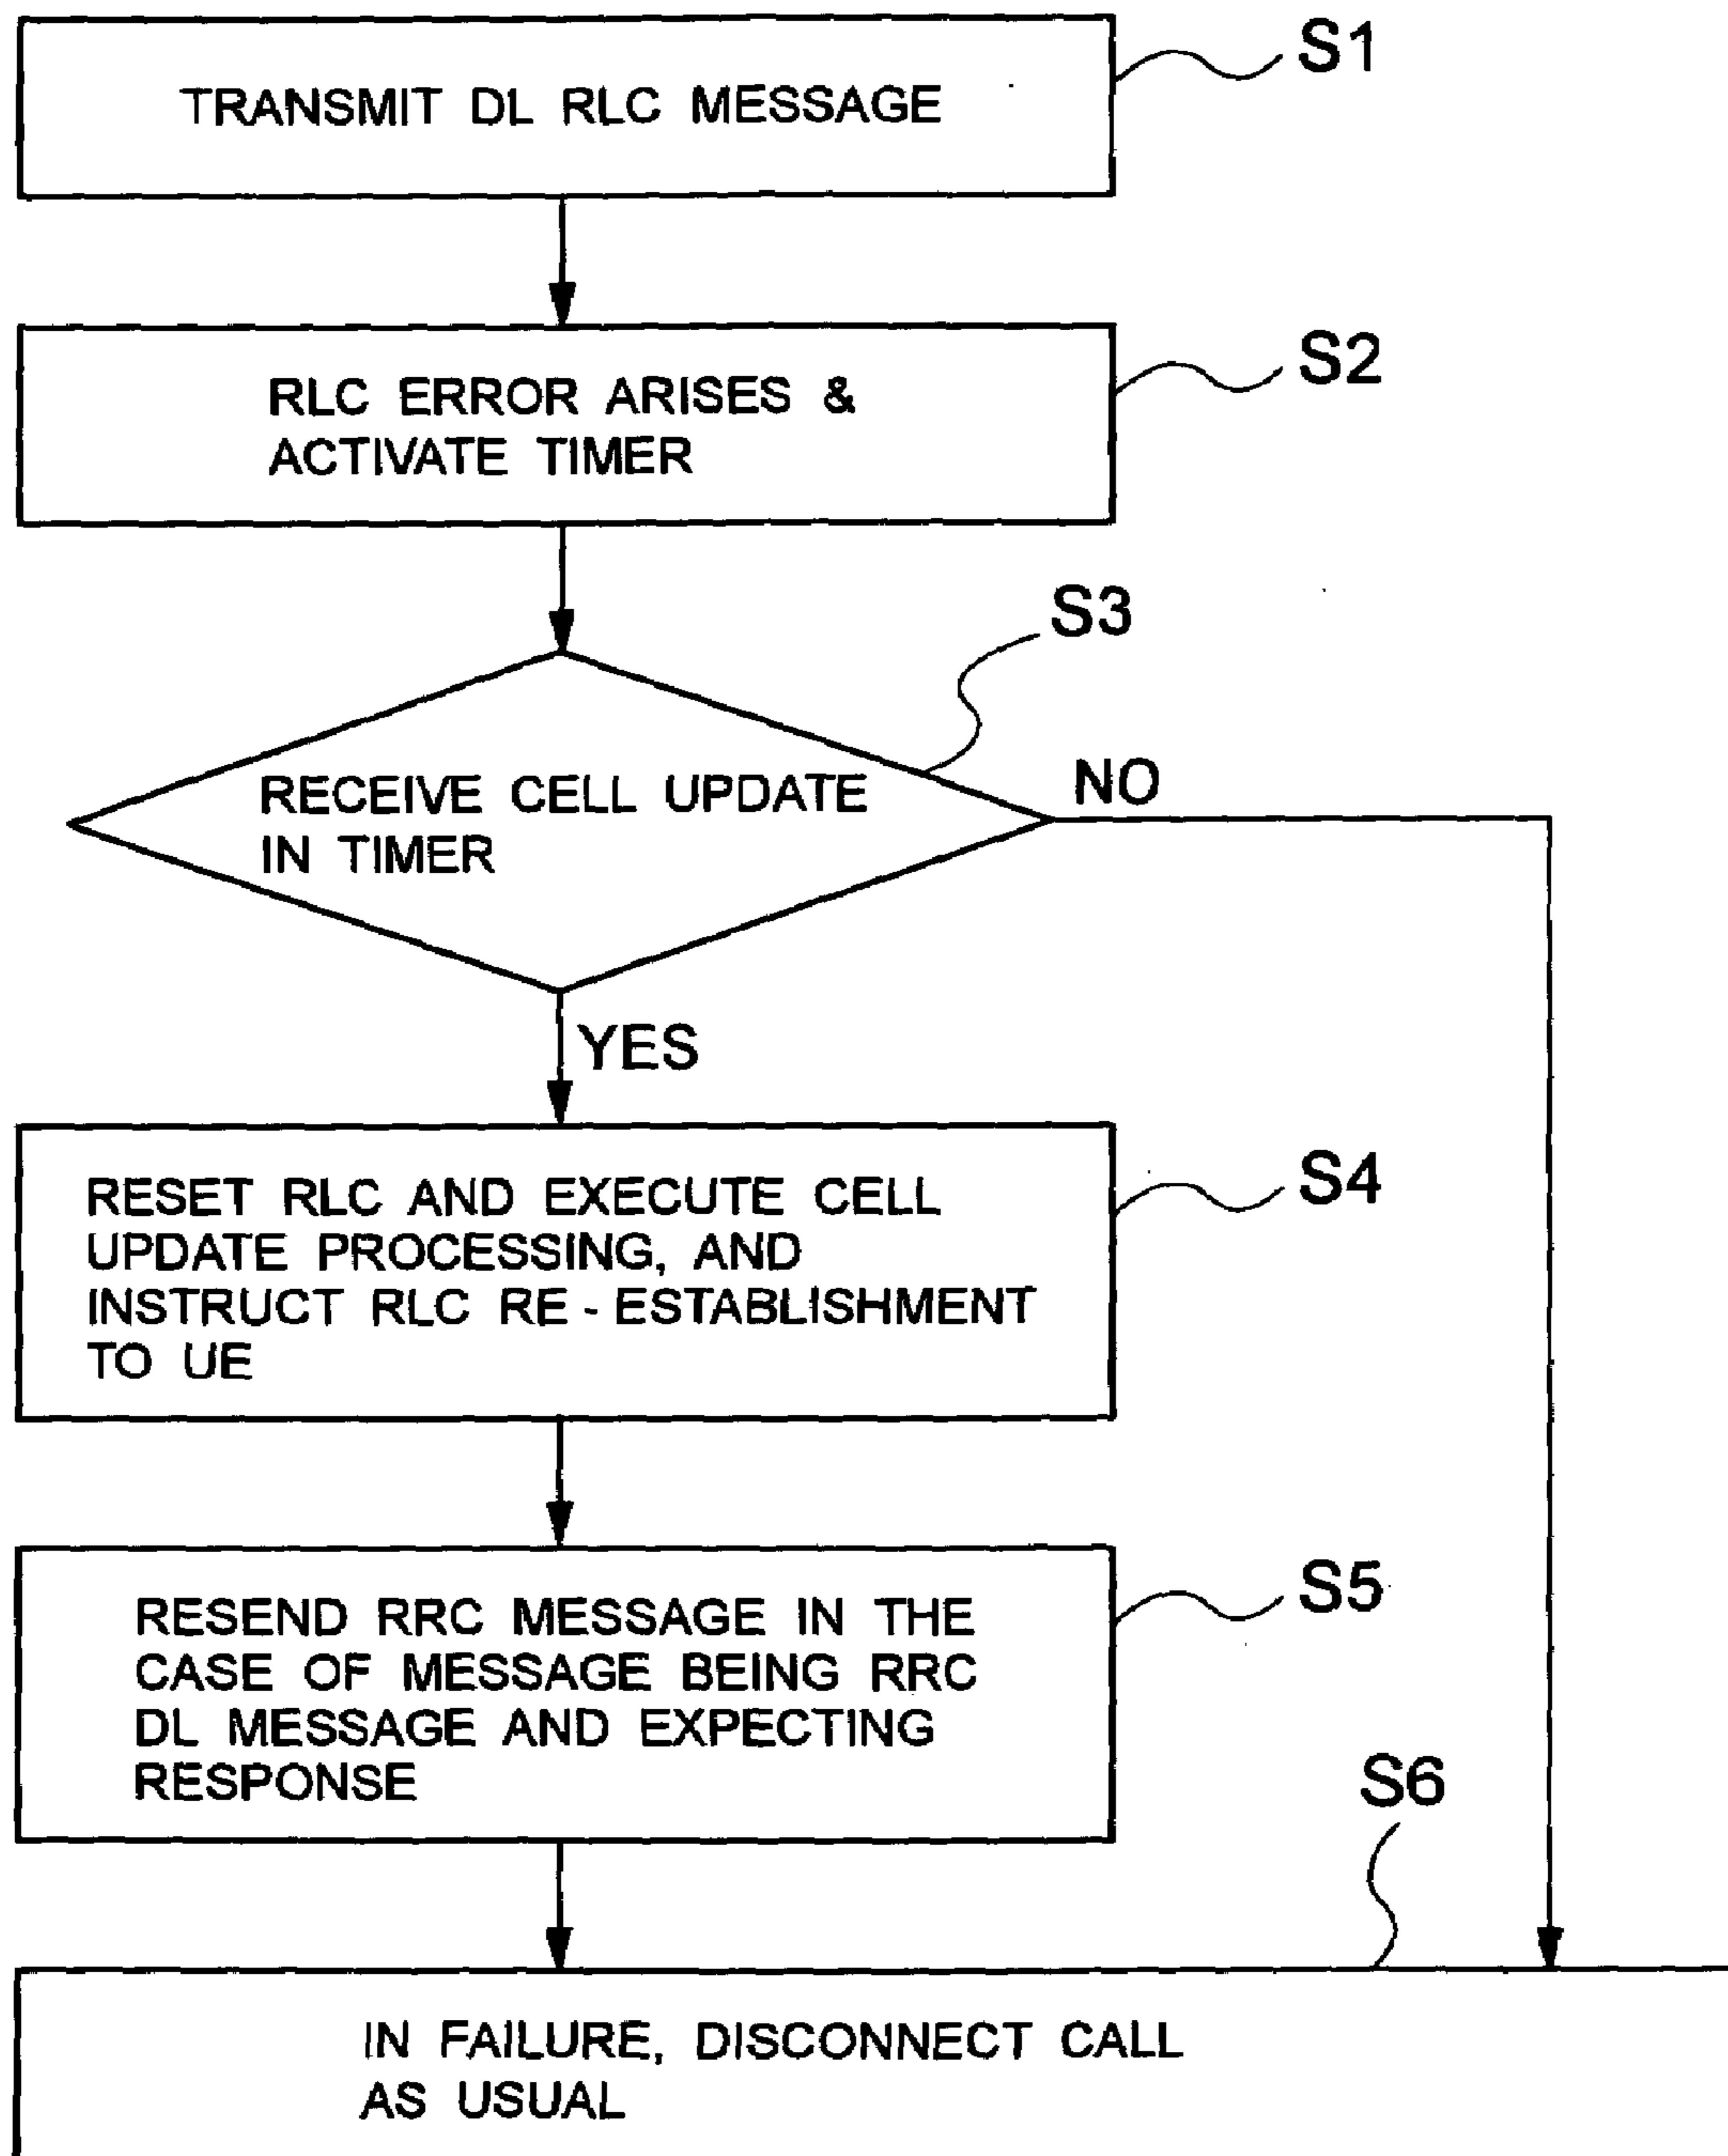 TRANSMIT DL RLC MESSAGE
S1
RLC ERROR ARISES &
ACTIVATE TIMER
S2
S3
RECEIVE CELL UPDATE
IN TIMER
NO
YES
RESET RLC AND EXECUTE CELL
UPDATE PROCESSING, AND
INSTRUCT RLC RE - ESTABLISHMENT
TO UE
S4
RESEND RRC MESSAGE IN THE
CASE OF MESSAGE BEING RRC
DL MESSAGE AND EXPECTING
RESPONSE
S5
S6
IN FAILURE, DISCONNECT CALL
AS USUAL